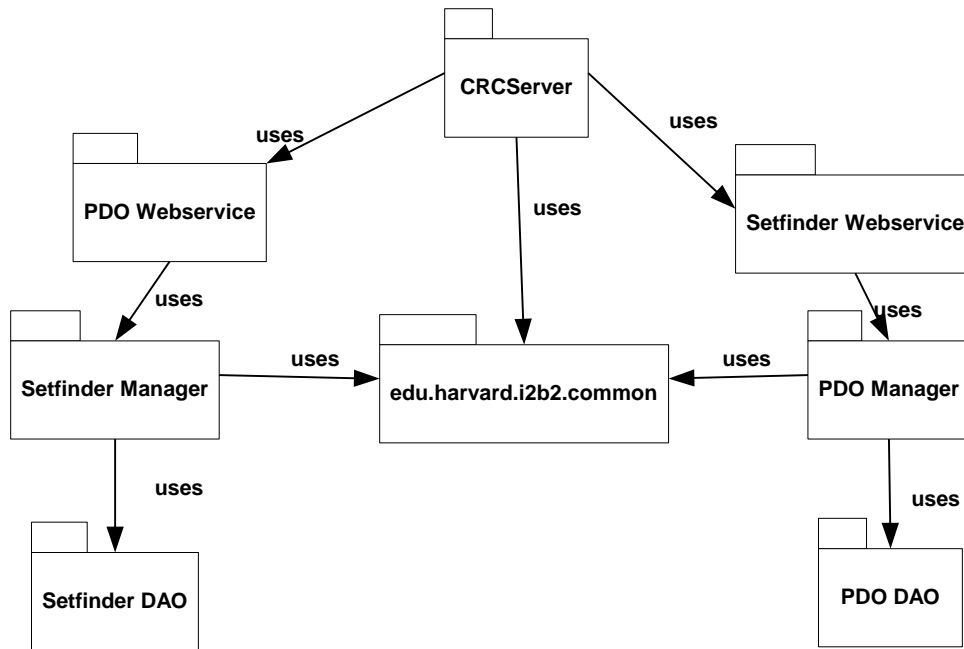 CRCServer
uses
uses
PDO Webservice
uses
Setfinder Webservice
uses
uses
Setfinder Manager
uses
edu.harvard.i2b2.common
uses
PDO Manager
uses
uses
Setfinder DAO
PDO DAO